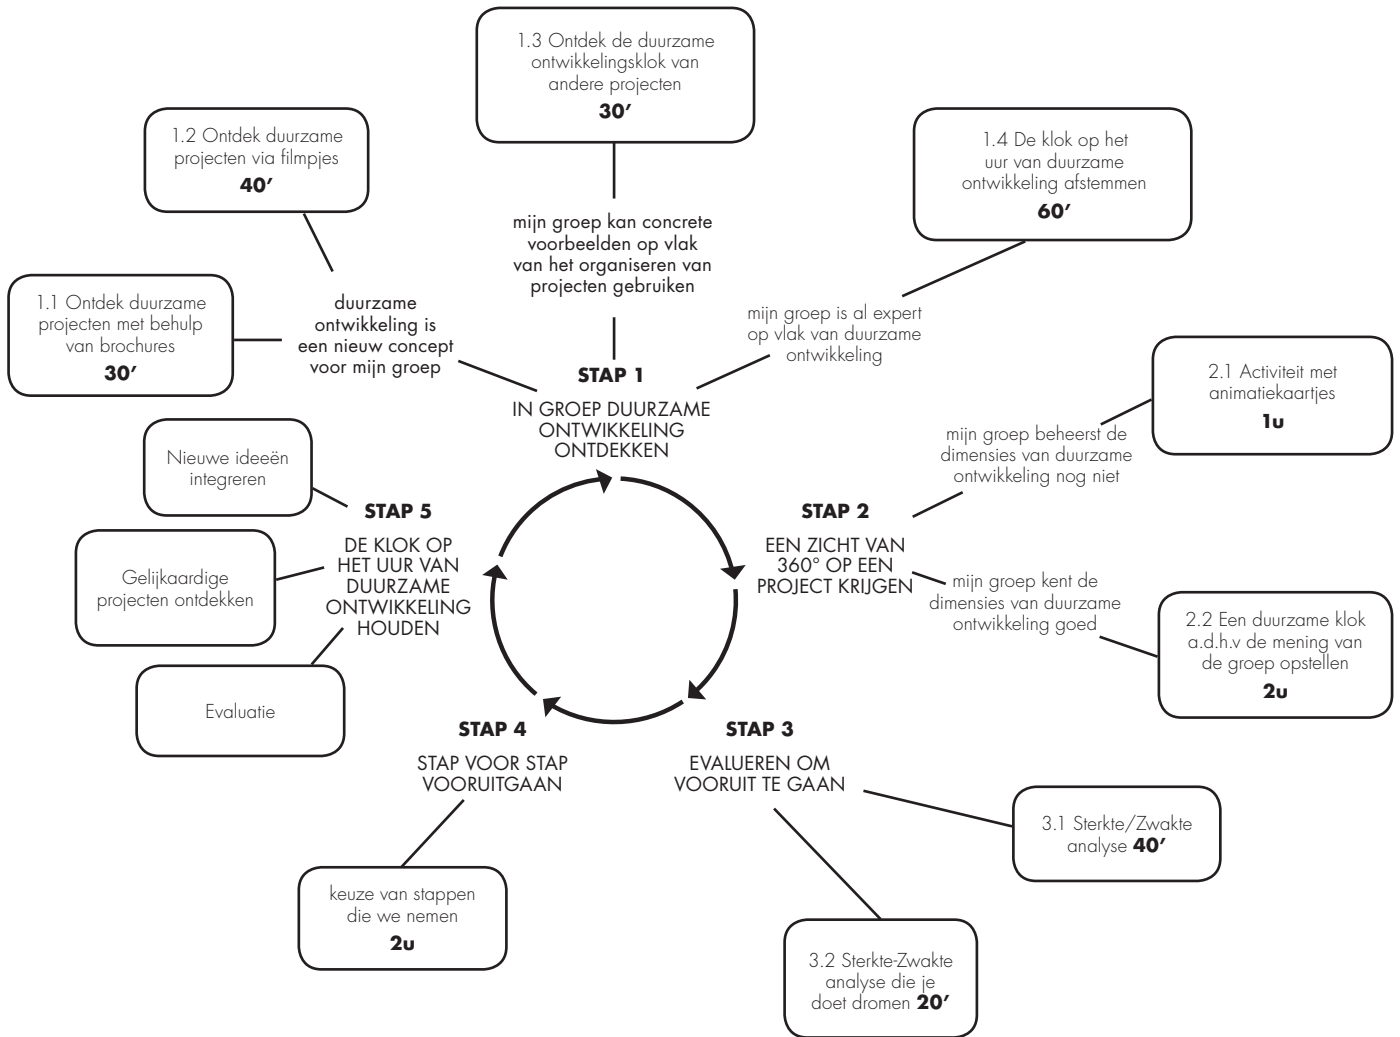 1.3 Ontdek de duurzame
ontwikkelingsklok van
andere projecten
30’
1.2 Ontdek duurzame
projecten via filmpjes
40’
1.4 De klok op het
uur van duurzame
ontwikkeling afstemmen
60’
mijn groep kan concrete
voorbeelden op vlak
van het organiseren van
projecten gebruiken
1.1 Ontdek duurzame
projecten met behulp
van brochures
30’
duurzame
ontwikkeling is
een nieuw concept
voor mijn groep
mijn groep is al expert
op vlak van duurzame
ontwikkeling
STAP 1
IN GROEP DUURZAME
ONTWIKKELING
ONTDEKKEN
2.1 Activiteit met
animatiekaartjes
1u
mijn groep beheerst de
dimensies van duurzame
ontwikkeling nog niet
STAP 2
EEN ZICHT VAN
360° OP EEN
PROJECT KRIJGEN
mijn groep kent de
dimensies van duurzame
ontwikkeling goed
2.2 Een duurzame klok
a.d.h.v de mening van
de groep opstellen
2u
STAP 3
EVALUEREN OM
VOORUIT TE GAAN
3.1 Sterkte/Zwakte
analyse 40’
3.2 Sterkte-Zwakte
analyse die je
doet dromen 20’
STAP 4
STAP VOOR STAP
VOORUITGAAN
keuze van stappen
die we nemen
2u
STAP 5
DE KLOK OP
HET UUR VAN
DUURZAME
ONTWIKKELING
HOUDEN
Nieuwe ideeën
integreren
Gelijkaardige
projecten ontdekken
Evaluatie